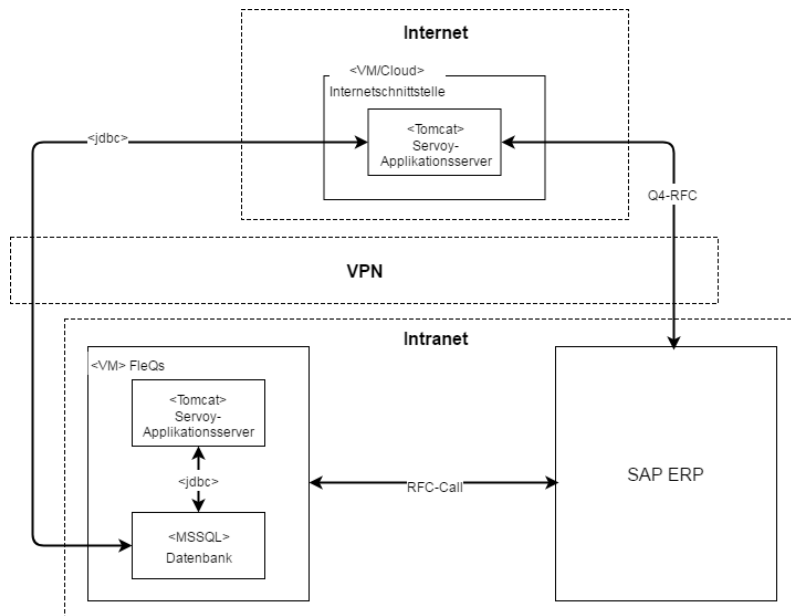 Internet
<VM/Cloud>
Internetschnittstelle
<Tomcat>
Servoy-
Applikationsserver
<jdbc>
Q4-RFC
VPN
Intranet
<VM> FleQs
<Tomcat>
Servoy-
Applikationsserver
<jdbc>
<MSSQL>
Datenbank
RFC-Call
SAP ERP